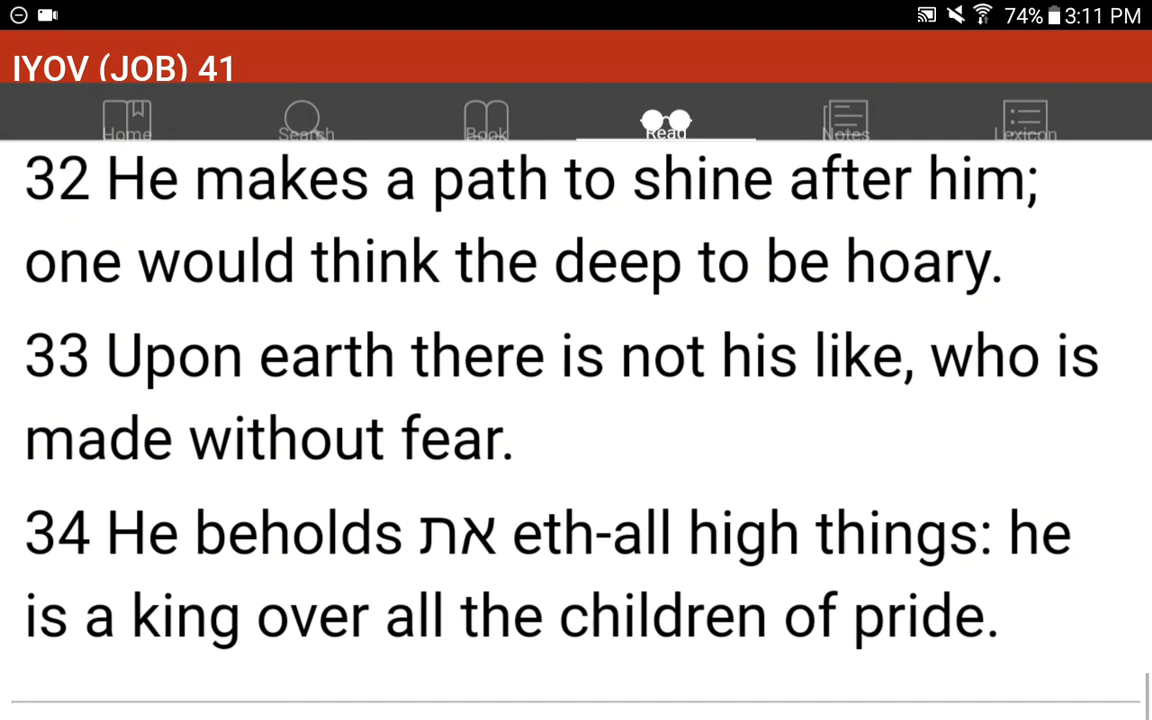 74% 3:11 PM
IYOV (JOB) 41
Home Search Book Read Notes Lexicon
32 He makes a path to shine after him;
one would think the deep to be hoary.
33 Upon earth there is not his like, who is
made without fear.
34 He beholds את eth-all high things: he
is a king over all the children of pride.